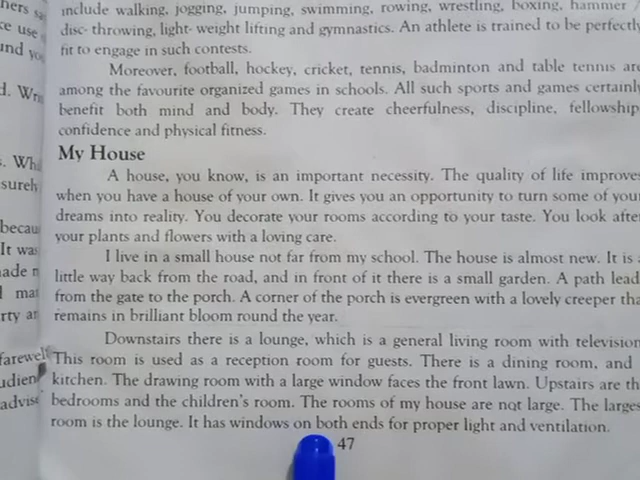 include walking, jogging, jumping, swimming, rowing, wrestling, boxing, hammer /
disc- throwing, light- weight lifting and gymnastics. An athlete is trained to be perfectly
fit to engage in such contests.
Moreover, football, hockey, cricket, tennis, badminton and table tennis are
among the favourite organized games in schools. All such sports and games certainly
benefit both mind and body. They create cheerfulness, discipline, fellowship
confidence and physical fitness.
My House
A house, you know, is an important necessity. The quality of life improves
when you have a house of your own. It gives you an opportunity to turn some of your
dreams into reality. You decorate your rooms according to your taste. You look after
your plants and flowers with a loving care.
I live in a small house not far from my school. The house is almost new. It is
little way back from the road, and in front of it there is a small garden. A path lead
from the gate to the porch. A corner of the porch is evergreen with a lovely creeper tha
remains in brilliant bloom round the year.
Downstairs there is a lounge, which is a general living room with television
This room is used as a reception room for guests. There is a dining room, and
kitchen. The drawing room with a large window faces the front lawn. Upstairs are th
bedrooms and the children's room. The rooms of my house are not large. The larges
room is the lounge. It has windows on both ends for proper light and ventilation.
47